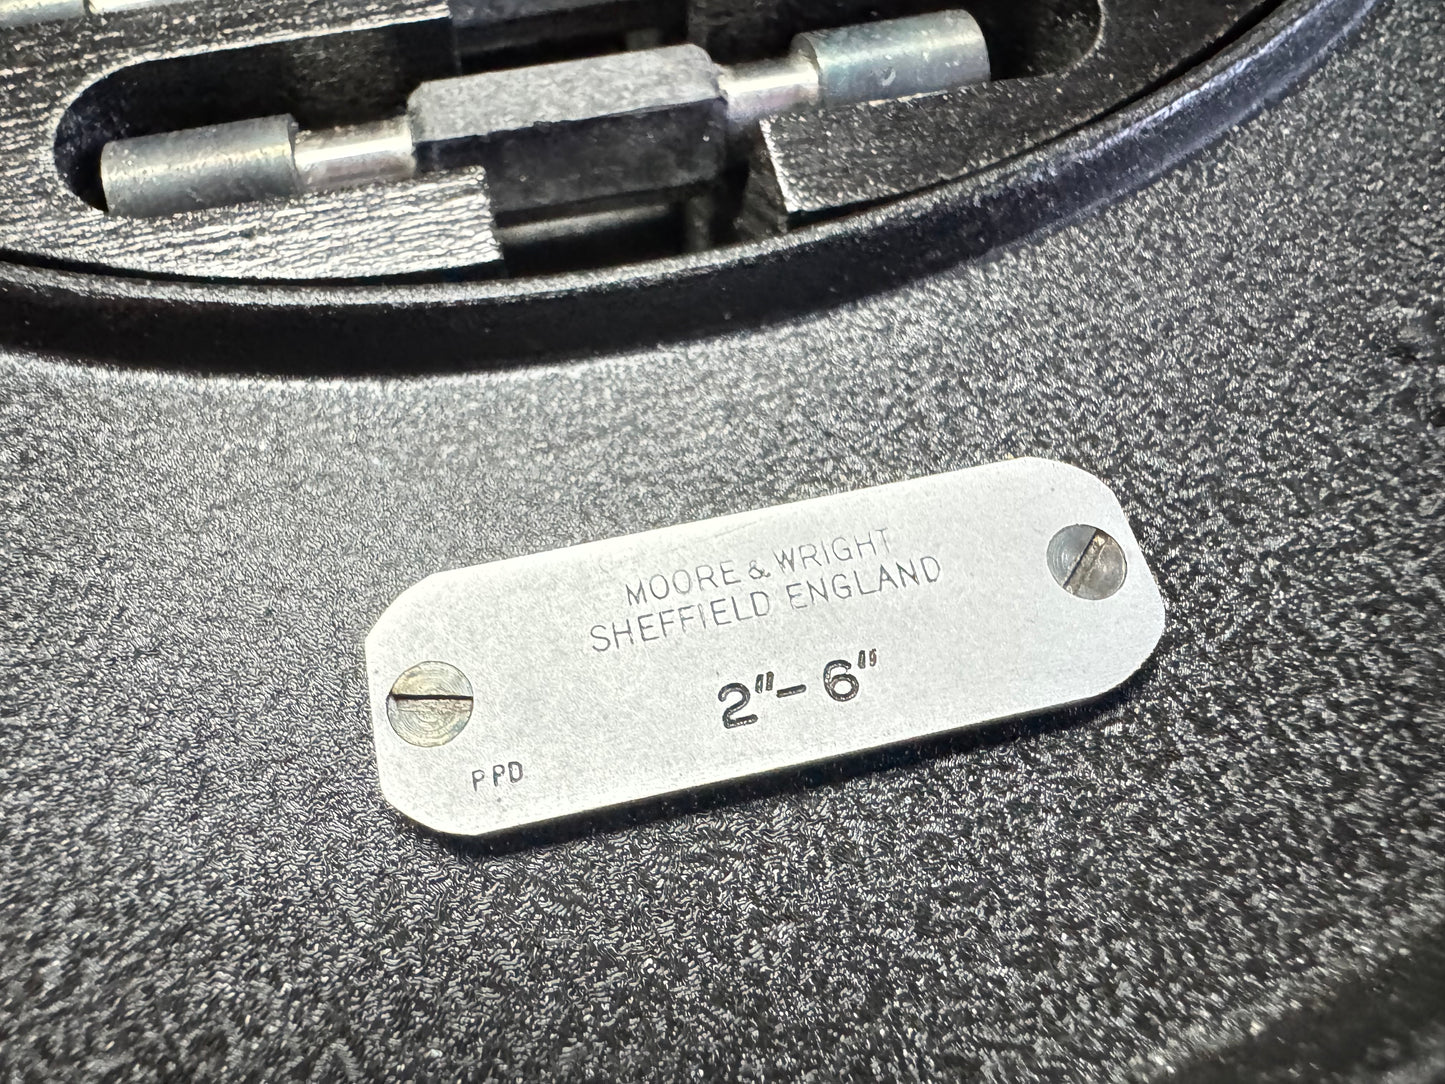 MOORE & WRIGHT
SHEFFIELD ENGLAND
2"- 6"
PPD